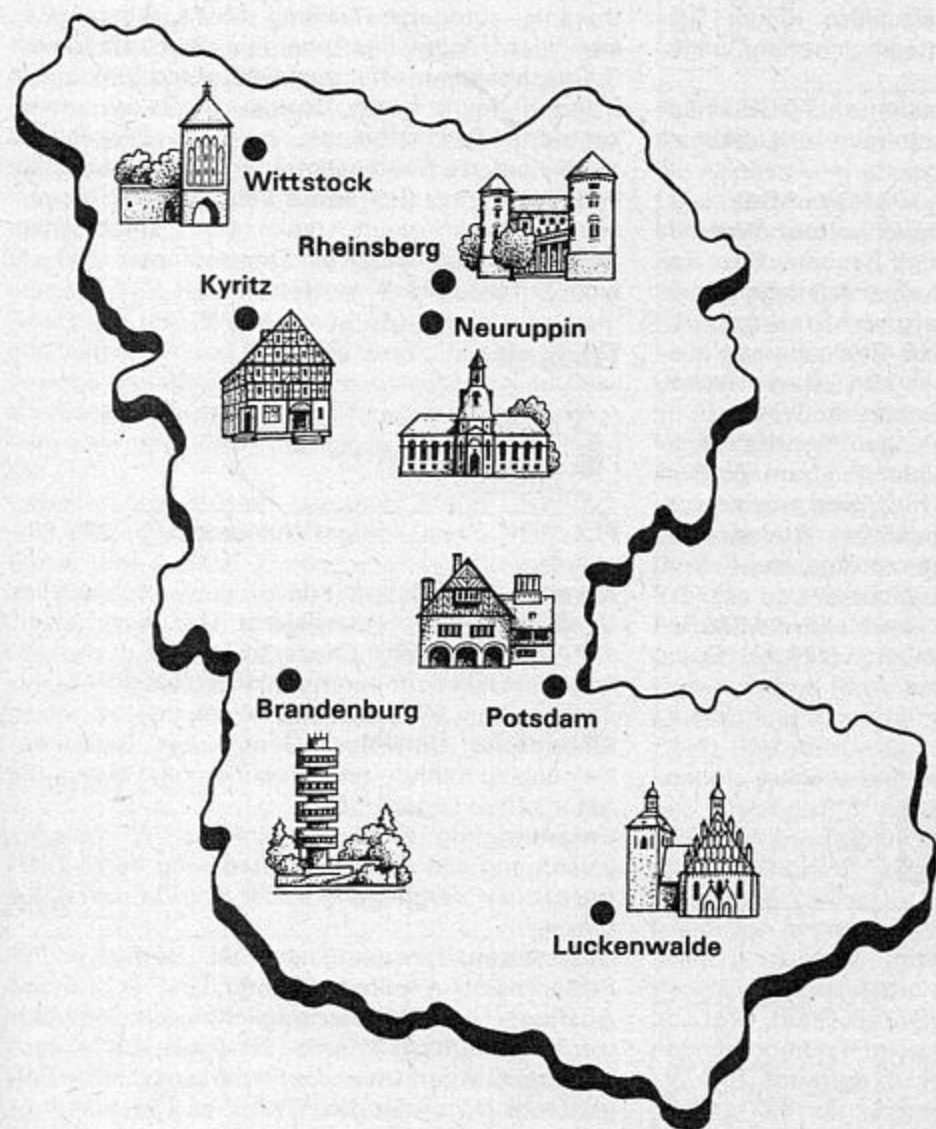 Wittstock
Rheinsberg
Kyritz
Neuruppin
Brandenburg
Potsdam
Luckenwalde